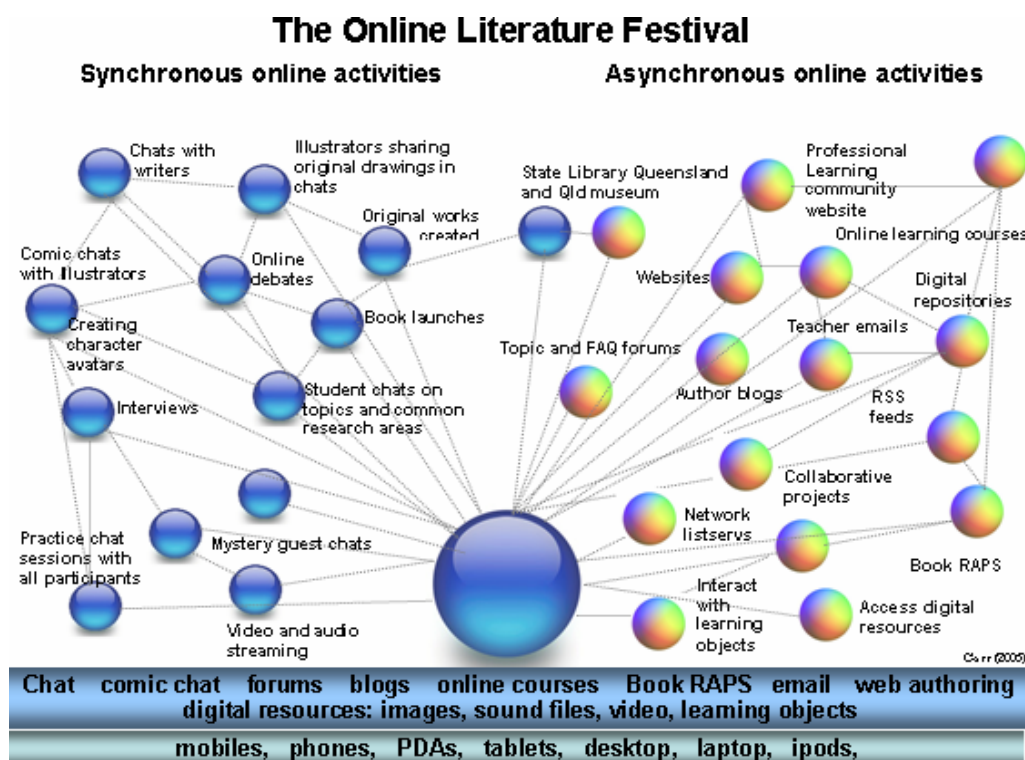 The Online Literature Festival
Synchronous online activities
Asynchronous online activities
Chats with
writers
Illustrators sharing
original drawings in
chats
Original works
created
Comic chats
with Illustrators
Online
debates
Creating
character
avatars
Book launches
Interviews
Student chats on
topics and common
research areas
Practice chat
sessions with
all participants
Mystery guest chats
Video and audio
streaming
State Library Queensland
and Qld museum
Professional
Learning
community
website
Online learning courses
Websites
Digital
repositories
Topic and FAQ forums
Teacher emails
Author blogs
RSS
feeds
Collaborative
projects
Network
listservs
Book RAPS
Interact
with
learning
objects
Access digital
resources
Carr (2005)
Chat comic chat forums blogs online courses Book RAPS email web authoring
digital resources: images, sound files, video, learning objects
mobiles, phones, PDAs, tablets, desktop, laptop, ipods,